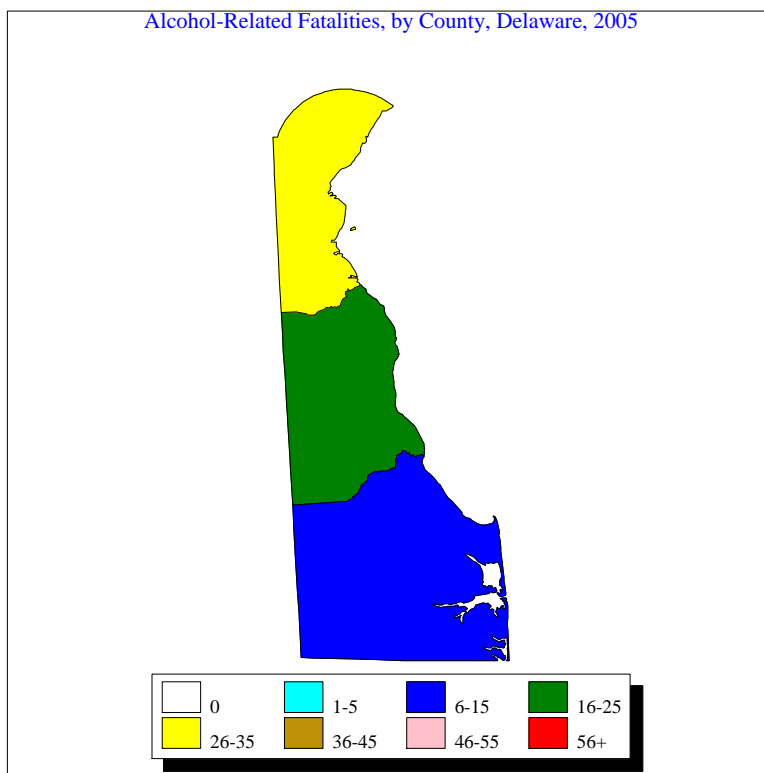 Alcohol-Related Fatalities, by County, Delaware, 2005
0 1-5 6-15 16-25
26-35 36-45 46-55 56+